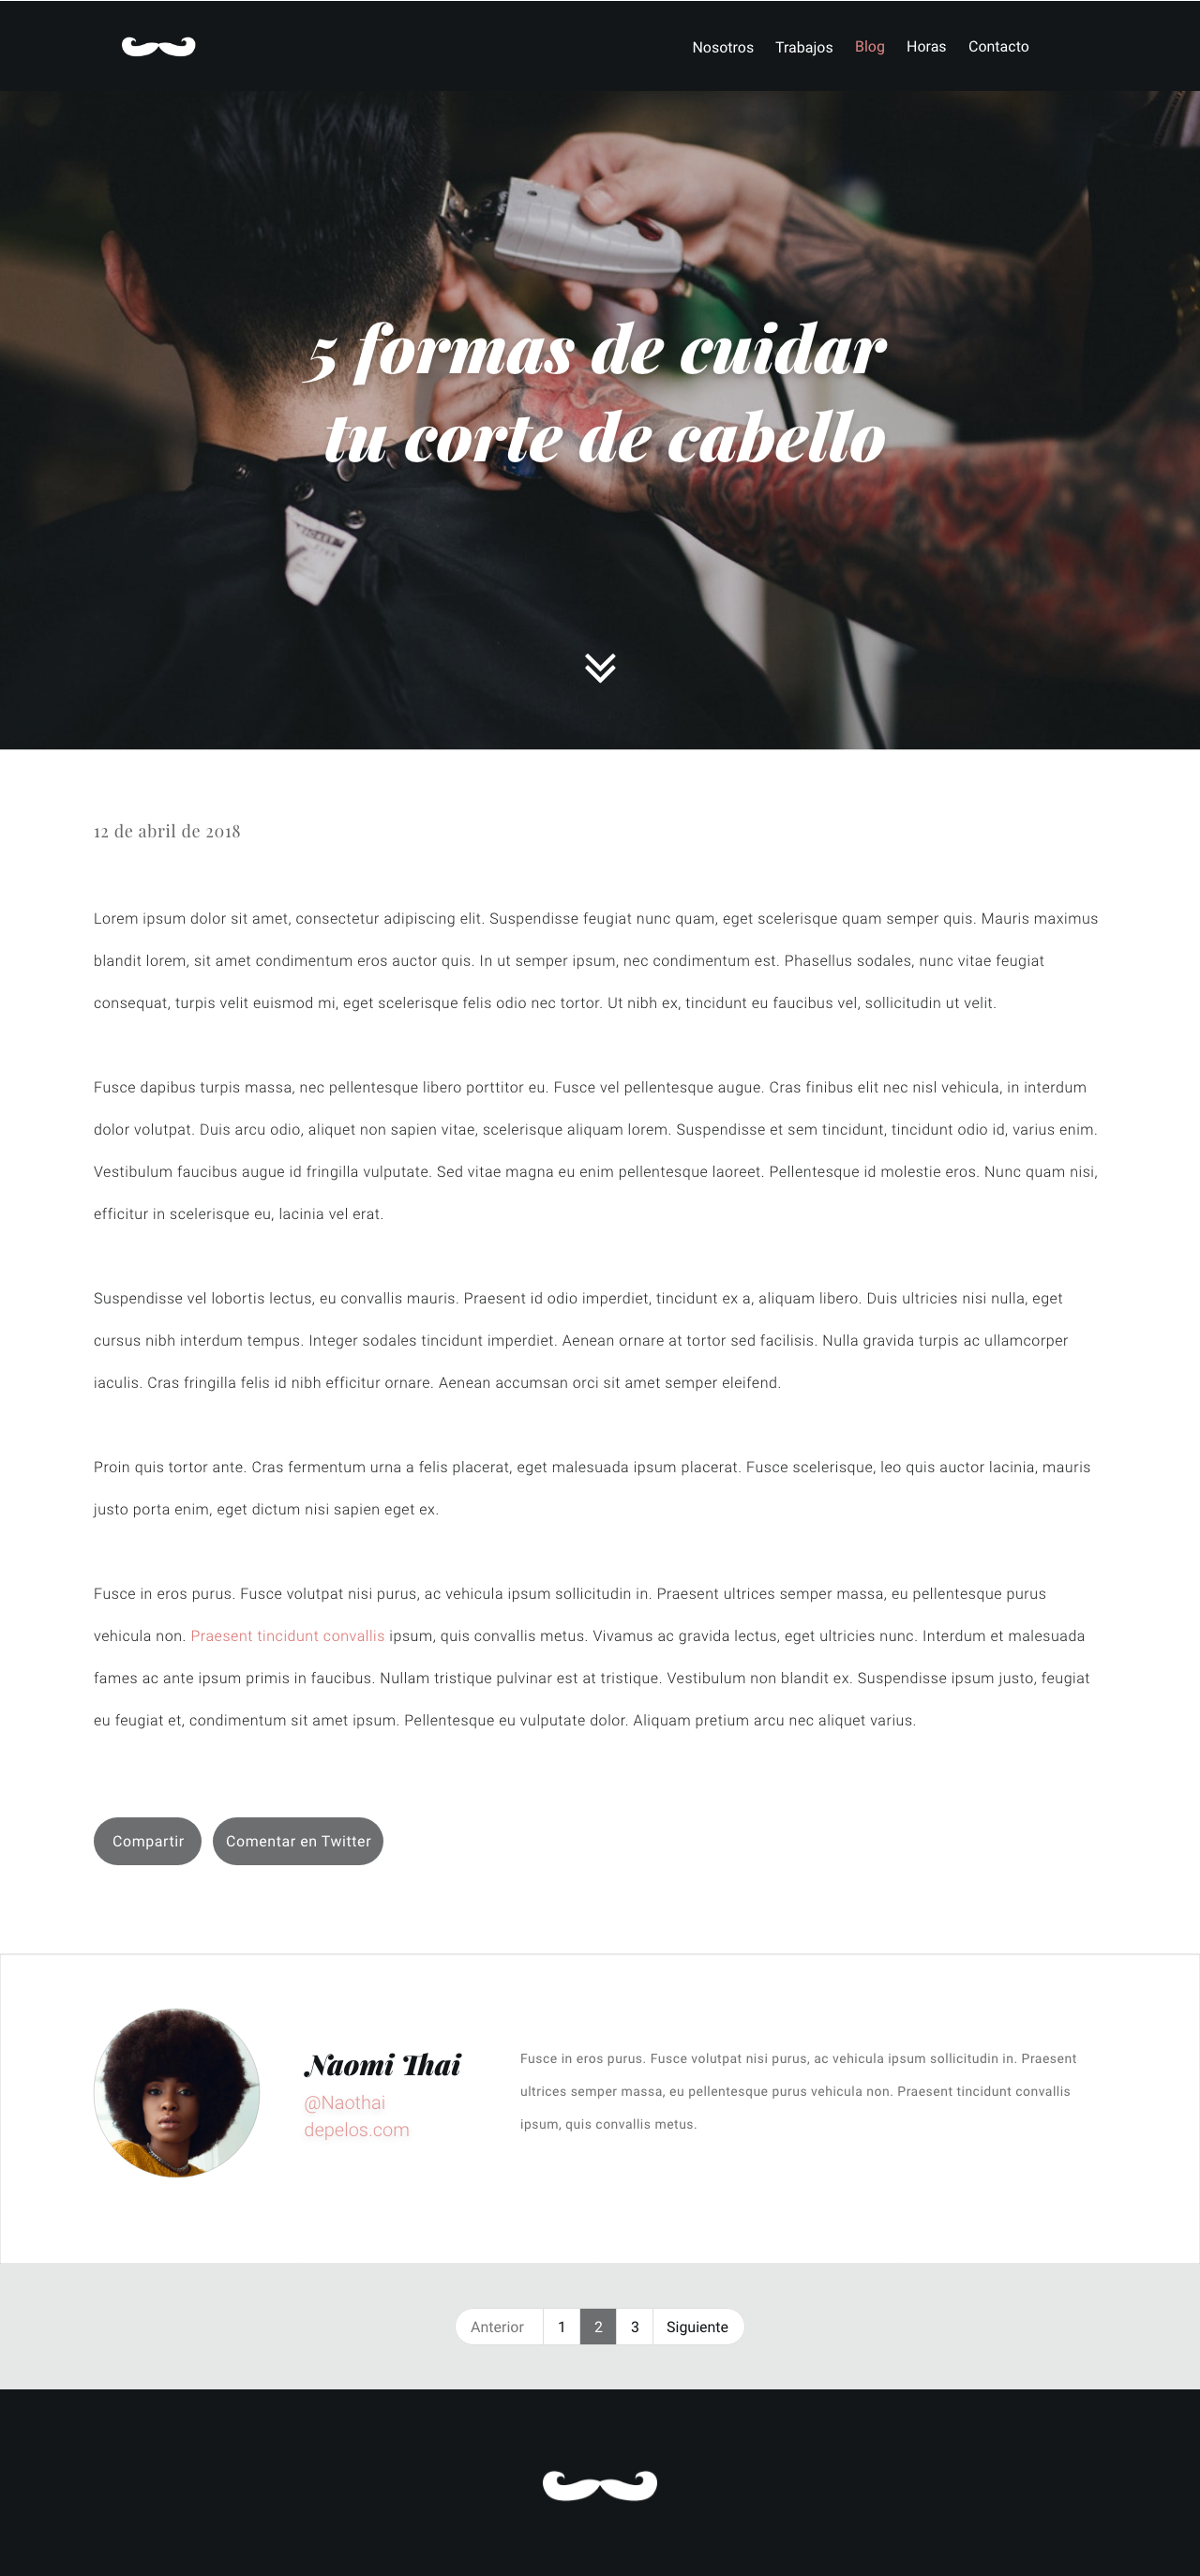 Nosotros Trabajos Blog Horas Contacto
5 formas de cuidar
tu corte de cabello
12 de abril de 2018
Lorem ipsum dolor sit amet, consectetur adipiscing elit. Suspendisse feugiat nunc quam, eget scelerisque quam semper quis. Mauris maximus
blandit lorem, sit amet condimentum eros auctor quis. In ut semper ipsum, nec condimentum est. Phasellus sodales, nunc vitae feugiat
consequat, turpis velit euismod mi, eget scelerisque felis odio nec tortor. Ut nibh ex, tincidunt eu faucibus vel, sollicitudin ut velit.
Fusce dapibus turpis massa, nec pellentesque libero porttitor eu. Fusce vel pellentesque augue. Cras finibus elit nec nisl vehicula, in interdum
dolor volutpat. Duis arcu odio, aliquet non sapien vitae, scelerisque aliquam lorem. Suspendisse et sem tincidunt, tincidunt odio id, varius enim.
Vestibulum faucibus augue id fringilla vulputate. Sed vitae magna eu enim pellentesque laoreet. Pellentesque id molestie eros. Nunc quam nisi,
efficitur in scelerisque eu, lacinia vel erat.
Suspendisse vel lobortis lectus, eu convallis mauris. Praesent id odio imperdiet, tincidunt ex a, aliquam libero. Duis ultricies nisi nulla, eget
cursus nibh interdum tempus. Integer sodales tincidunt imperdiet. Aenean ornare at tortor sed facilisis. Nulla gravida turpis ac ullamcorper
iaculis. Cras fringilla felis id nibh efficitur ornare. Aenean accumsan orci sit amet semper eleifend.
Proin quis tortor ante. Cras fermentum urna a felis placerat, eget malesuada ipsum placerat. Fusce scelerisque, leo quis auctor lacinia, mauris
justo porta enim, eget dictum nisi sapien eget ex.
Fusce in eros purus. Fusce volutpat nisi purus, ac vehicula ipsum sollicitudin in. Praesent ultrices semper massa, eu pellentesque purus
vehicula non. Praesent tincidunt convallis ipsum, quis convallis metus. Vivamus ac gravida lectus, eget ultricies nunc. Interdum et malesuada
fames ac ante ipsum primis in faucibus. Nullam tristique pulvinar est at tristique. Vestibulum non blandit ex. Suspendisse ipsum justo, feugiat
eu feugiat et, condimentum sit amet ipsum. Pellentesque eu vulputate dolor. Aliquam pretium arcu nec aliquet varius.
Compartir Comentar en Twitter
Naomi Thai
@Naothai
depelos.com
Fusce in eros purus. Fusce volutpat nisi purus, ac vehicula ipsum sollicitudin in. Praesent
ultrices semper massa, eu pellentesque purus vehicula non. Praesent tincidunt convallis
ipsum, quis convallis metus.
Anterior 1 2 3 Siguiente